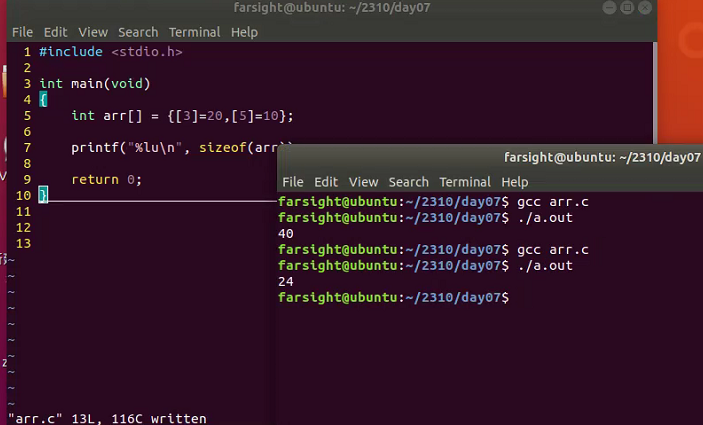 farsight@ubuntu: ~/2310/day07
File Edit View Search Terminal Help
1 #include <stdio.h>
2
3 int main(void)
4 {
5     int arr[] = {[3]=20,[5]=10};
6
7     printf("%lu\n", sizeof(arr));
8
9     return 0;
10 }
11
12
13
~
~
~
~
~
~
~
~
~
"arr.c" 13L, 116C written
farsight@ubuntu: ~/2310/day07
File Edit View Search Terminal Help
farsight@ubuntu:~/2310/day07$ gcc arr.c
farsight@ubuntu:~/2310/day07$ ./a.out
40
farsight@ubuntu:~/2310/day07$ gcc arr.c
farsight@ubuntu:~/2310/day07$ ./a.out
24
farsight@ubuntu:~/2310/day07$